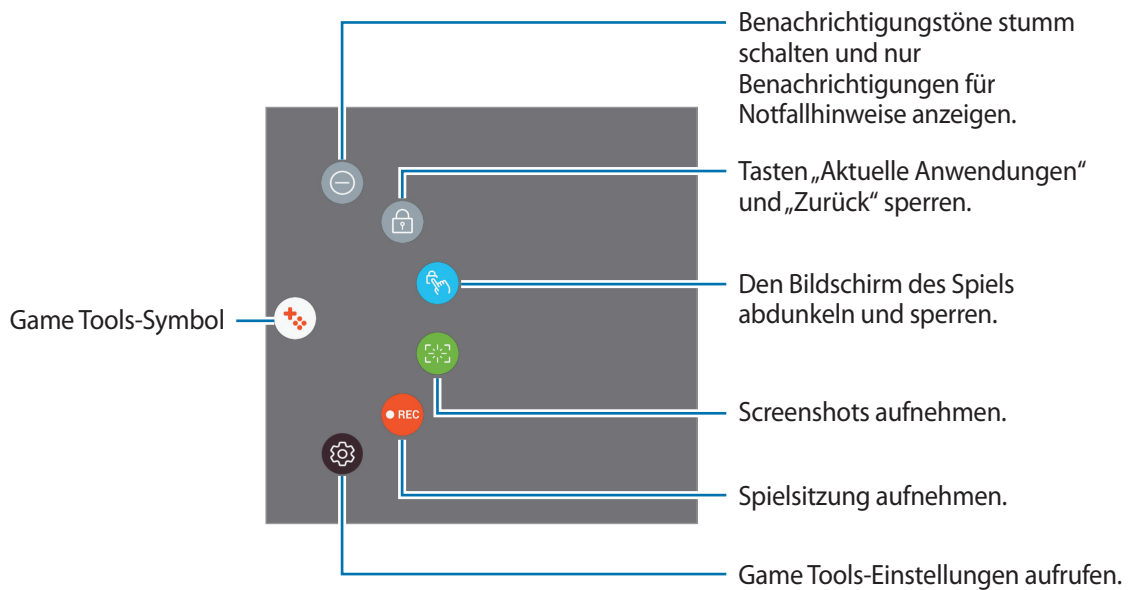 Benachrichtigungstöne stumm
schalten und nur
Benachrichtigungen für
Notfallhinweise anzeigen.
Tasten „Aktuelle Anwendungen“
und „Zurück“ sperren.
Den Bildschirm des Spiels
abdunkeln und sperren.
Game Tools-Symbol
Screenshots aufnehmen.
REC
Spielsitzung aufnehmen.
Game Tools-Einstellungen aufrufen.